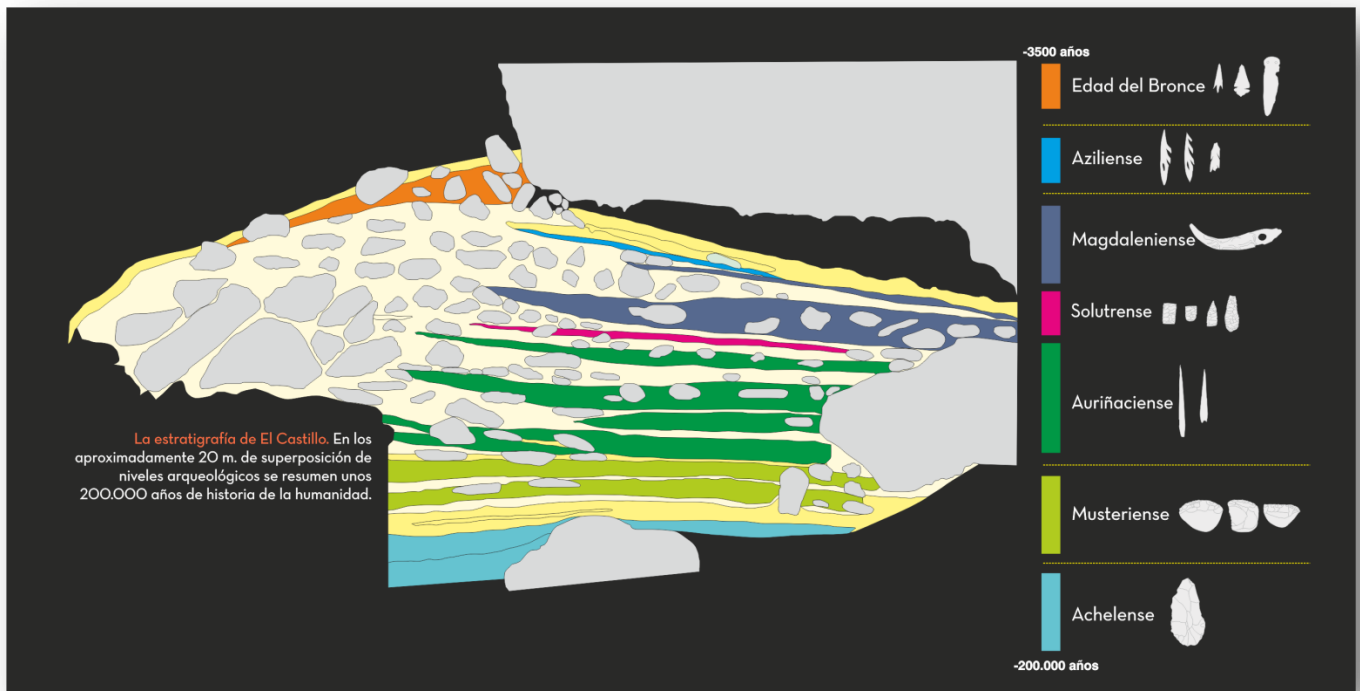 -3500 años
Edad del Bronce
Aziliense
Magdaleniense
Solutrense
Auriñaciense
Musteriense
Achelense
-200.000 años
La estratigrafía de El Castillo. En los
aproximadamente 20 m. de superposición de
niveles arqueológicos se resumen unos
200.000 años de historia de la humanidad.